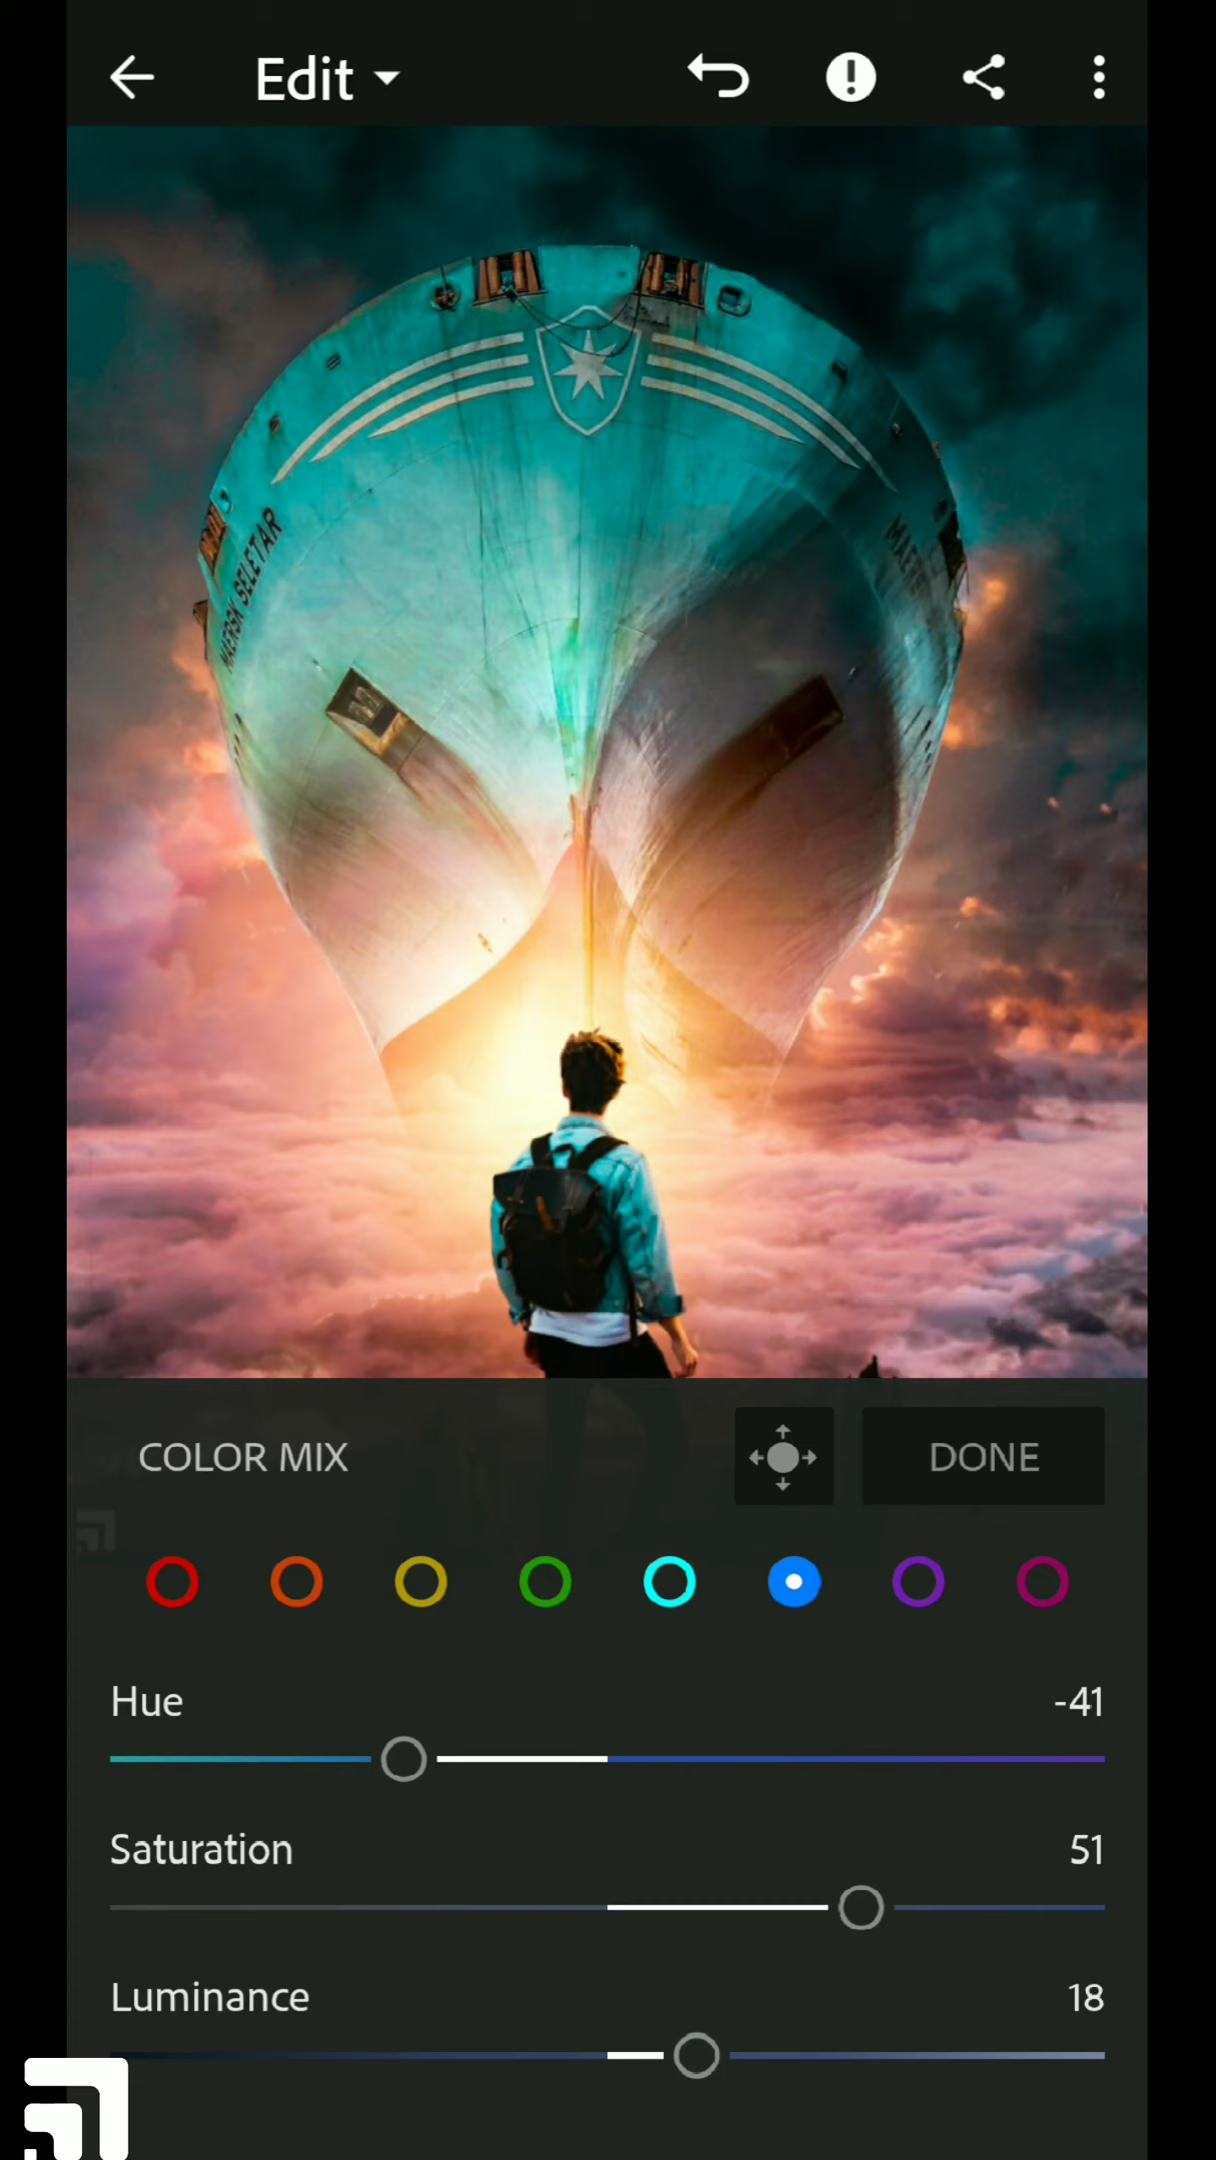 Edit
MAERSK SELETAR
COLOR MIX
DONE
Hue
-41
Saturation
51
Luminance
18